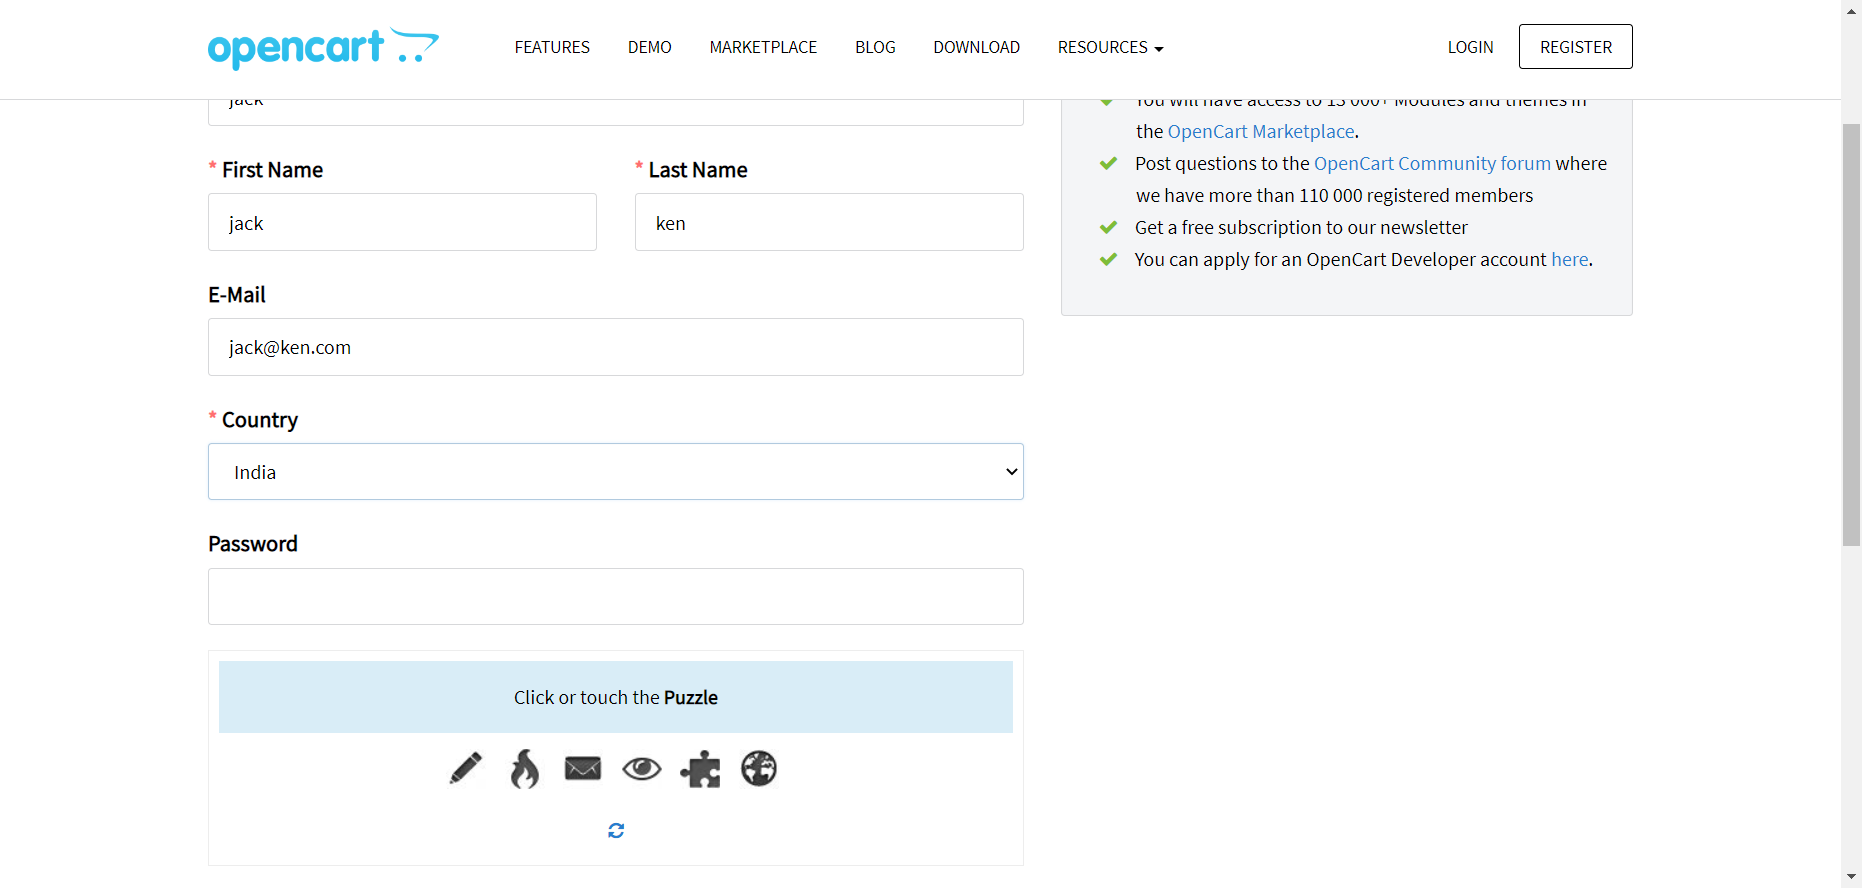 opencart
FEATURES DEMO MARKETPLACE BLOG DOWNLOAD RESOURCES LOGIN REGISTER
jack
* First Name
jack
* Last Name
ken
E-Mail
jack@ken.com
* Country
India
Password
Click or touch the Puzzle
You will have access to 13 000+ Modules and themes in
the OpenCart Marketplace.
Post questions to the OpenCart Community forum where
we have more than 110 000 registered members
Get a free subscription to our newsletter
You can apply for an OpenCart Developer account here.